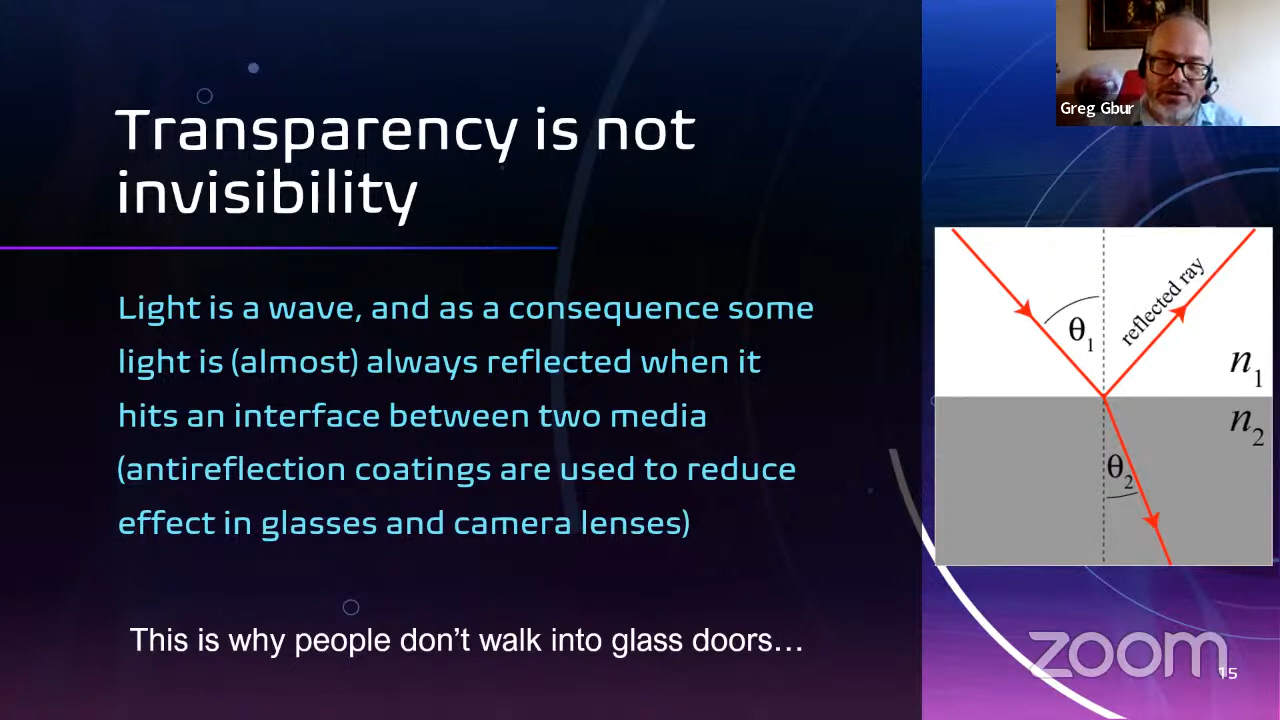 Transparency is not
invisibility
Light is a wave, and as a consequence some
light is (almost) always reflected when it
hits an interface between two media
(antireflection coatings are used to reduce
effect in glasses and camera lenses)
This is why people don’t walk into glass doors…
Greg Gbur
θ1
reflected ray
n1
n2
θ2
zoom
15